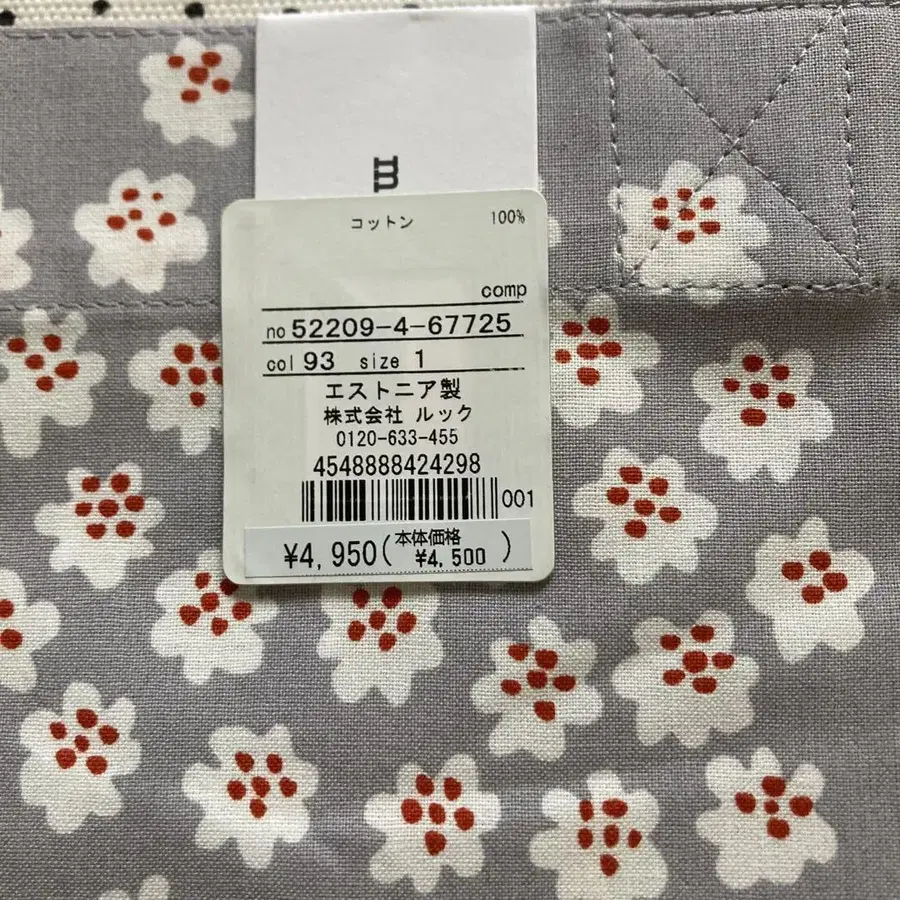 m
コットン 100%
comp
no 52209-4-67725
col 93 size 1
エストニア製
株式会社 ルック
0120-633-455
4548888424298
001
¥4,950(本体価格 ¥4,500)